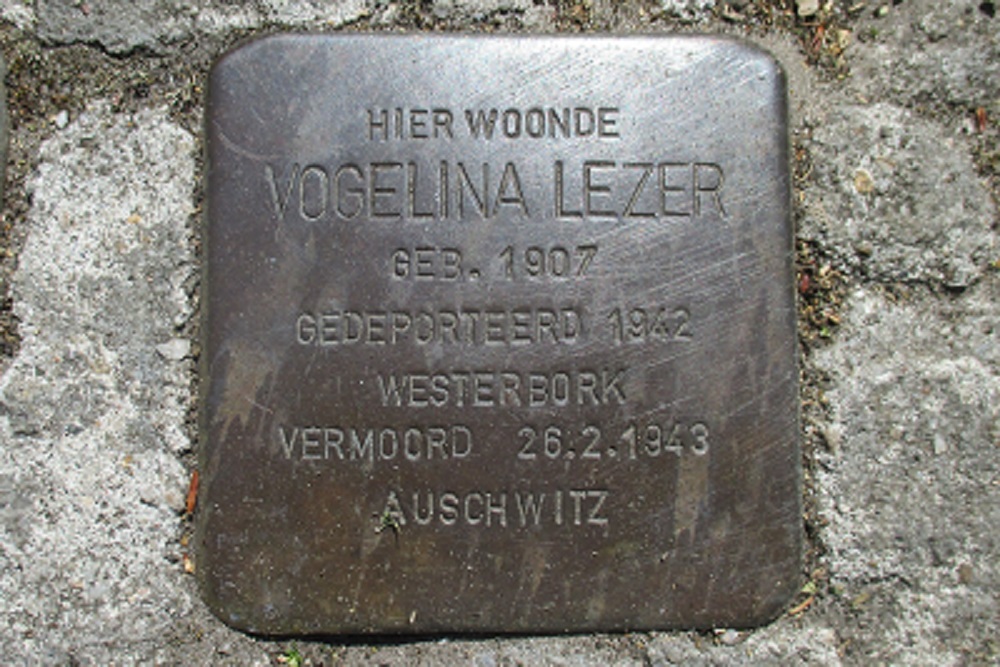 HIER WOONDE
VOGELINA LEZER
GEB. 1907
GEDEPORTEERD 1942
WESTERBORK
VERMOORD 26.2.1943
AUSCHWITZ